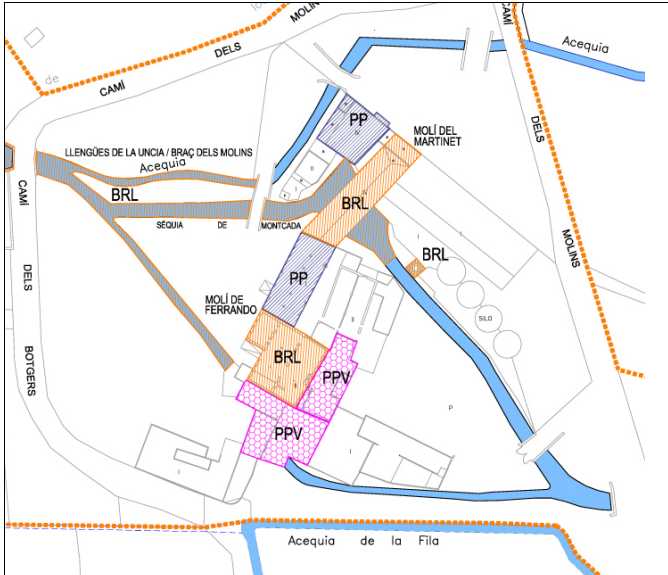 MOLINS
DELS
CAMÍ
de
CAMÍ
Acequia
DELS
MOLINS
PP
MOLÍ DEL
MARTINET
LLENGÜES DE LA UNCIA / BRAÇ DELS MOLINS
Acequia
BRL
BRL
SÉQUIA DE MONTCADA
CAMÍ
DELS
BOTGERS
BRL
PP
MOLÍ DE
FERRANDO
SILO
BRL
PPV
PPV
P
Acequia de la Fila